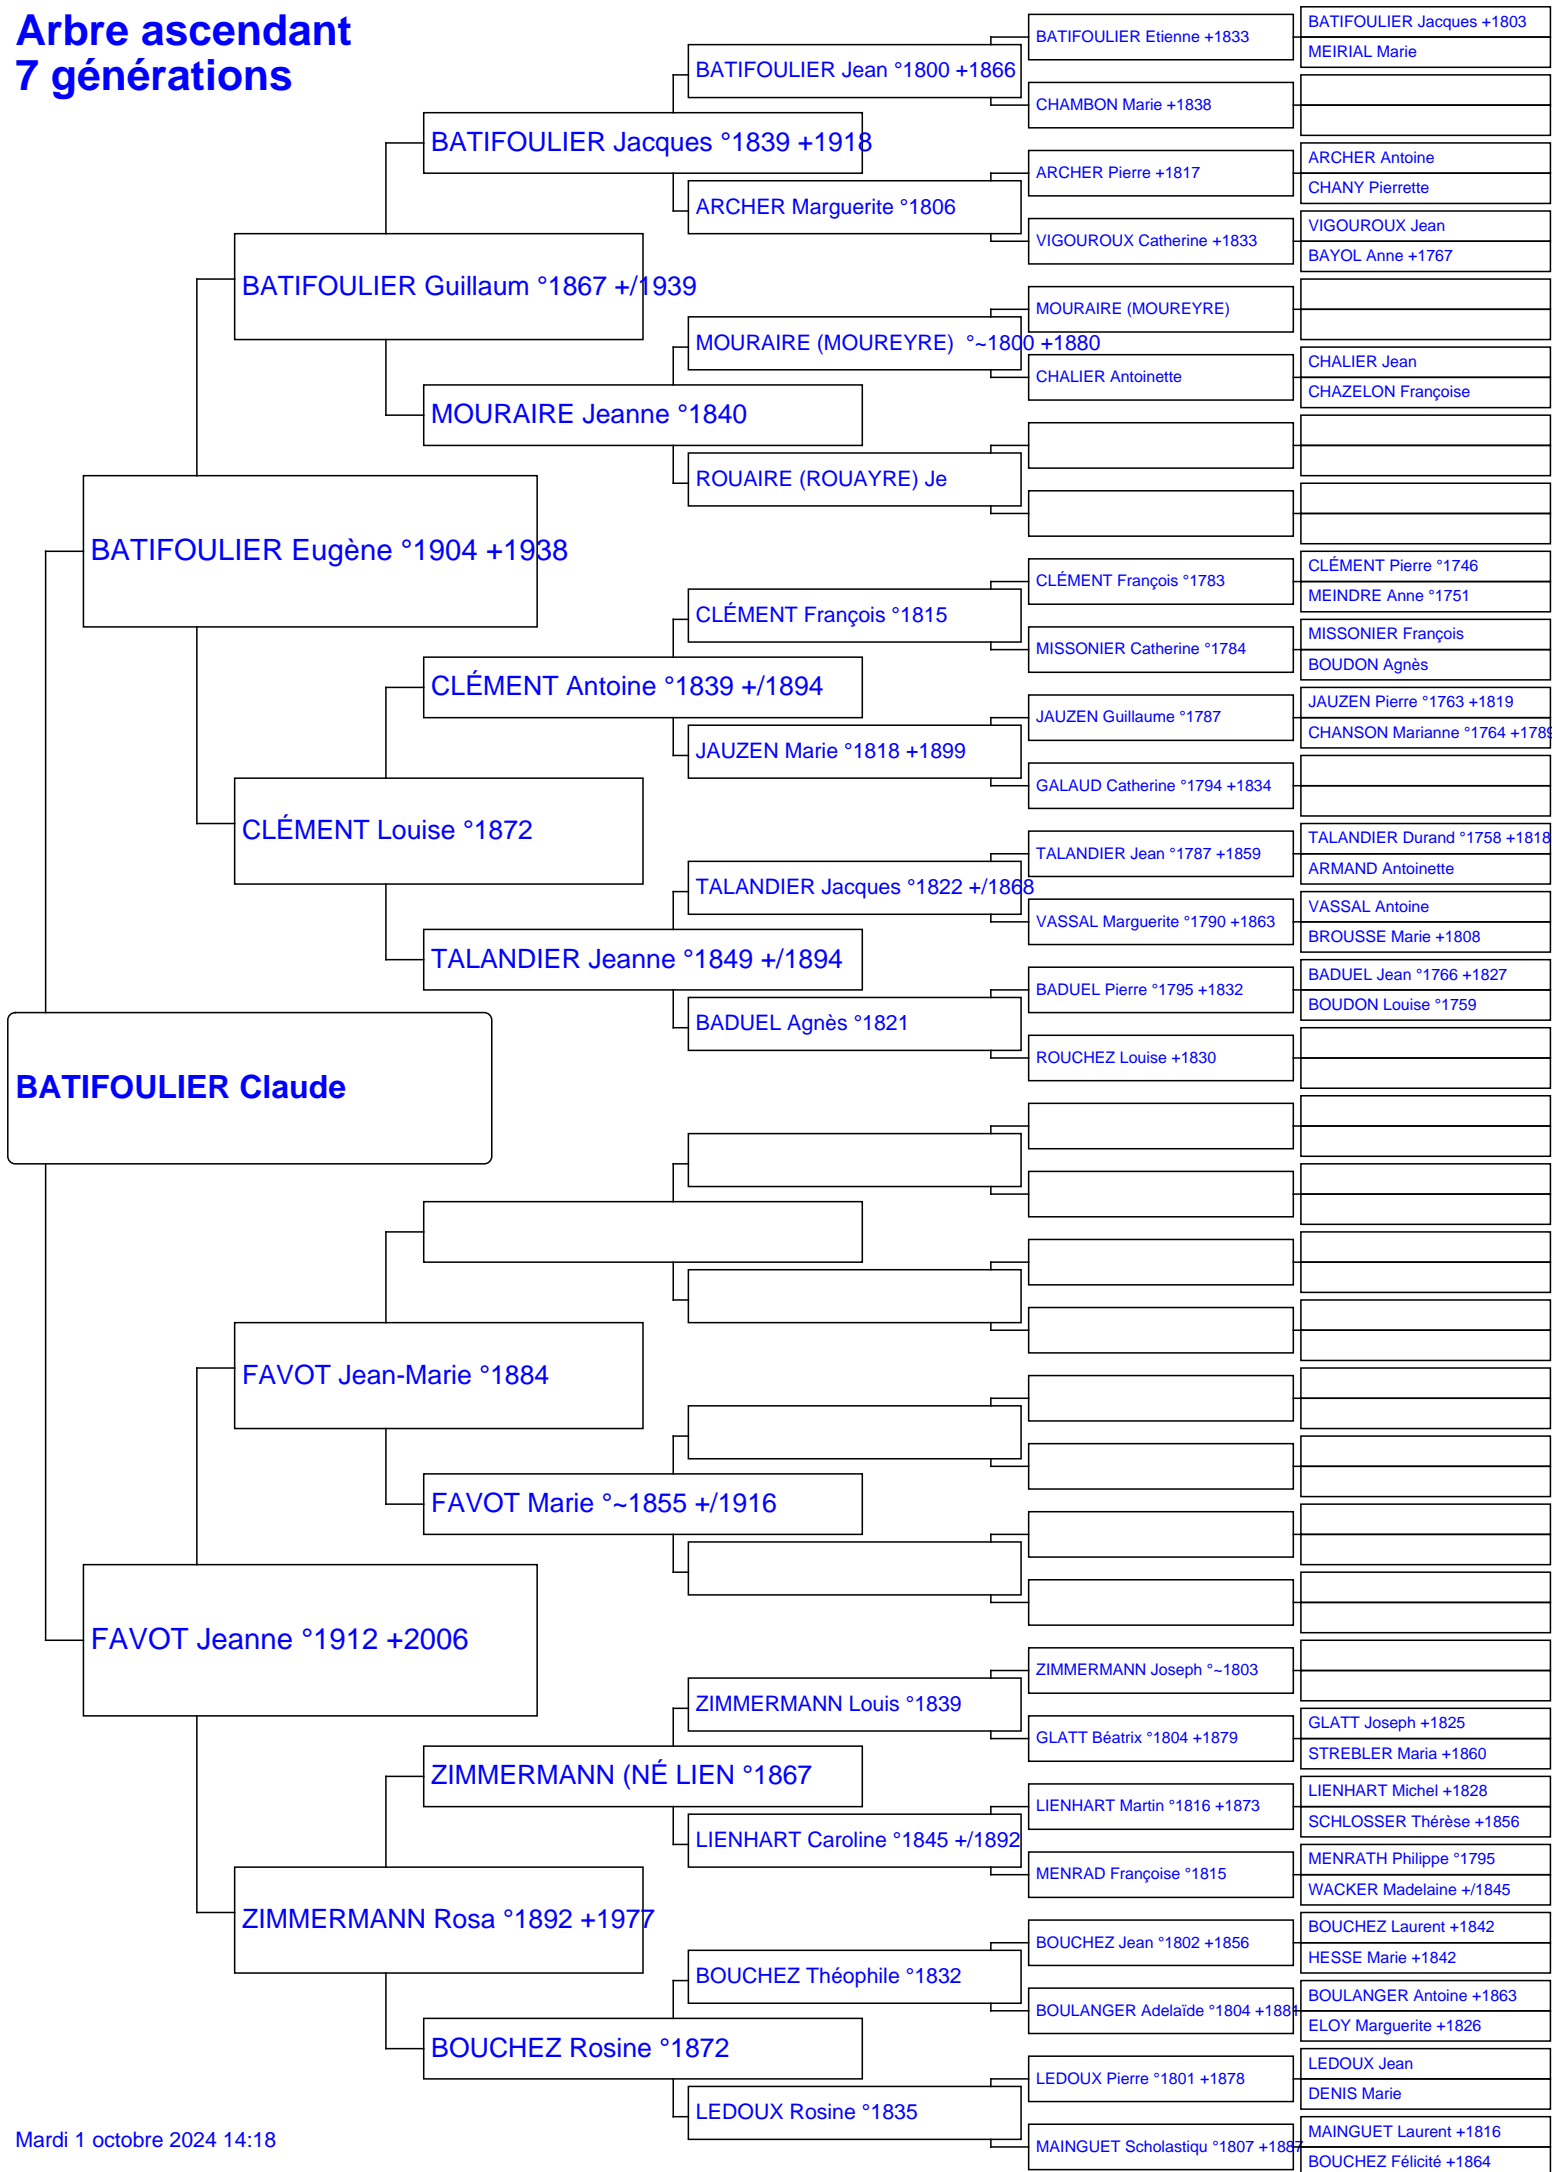 Arbre ascendant
7 générations
BATIFOULIER Jacques +1803
BATIFOULIER Etienne +1833
MEIRIAL Marie
BATIFOULIER Jean °1800 +1866
CHAMBON Marie +1838
BATIFOULIER Jacques °1839 +1918
ARCHER Antoine
ARCHER Pierre +1817
CHANY Pierrette
ARCHER Marguerite °1806
VIGOUROUX Jean
VIGOUROUX Catherine +1833
BAYOL Anne +1767
BATIFOULIER Guillaum °1867 +/1939
MOURAIRE (MOUREYRE)
MOURAIRE (MOUREYRE)  °~1800 +1880
CHALIER Jean
CHALIER Antoinette
CHAZELON Françoise
MOURAIRE Jeanne °1840
ROUAIRE (ROUAYRE) Je
BATIFOULIER Eugène °1904 +1938
CLÉMENT Pierre °1746
CLÉMENT François °1783
MEINDRE Anne °1751
CLÉMENT François °1815
MISSONIER François
MISSONIER Catherine °1784
BOUDON Agnès
CLÉMENT Antoine °1839 +/1894
JAUZEN Pierre °1763 +1819
JAUZEN Guillaume °1787
CHANSON Marianne °1764 +1789
JAUZEN Marie °1818 +1899
GALAUD Catherine °1794 +1834
CLÉMENT Louise °1872
TALANDIER Durand °1758 +1818
TALANDIER Jean °1787 +1859
ARMAND Antoinette
TALANDIER Jacques °1822 +/1868
VASSAL Antoine
VASSAL Marguerite °1790 +1863
BROUSSE Marie +1808
TALANDIER Jeanne °1849 +/1894
BADUEL Jean °1766 +1827
BADUEL Pierre °1795 +1832
BOUDON Louise °1759
BADUEL Agnès °1821
ROUCHEZ Louise +1830
BATIFOULIER Claude
FAVOT Jean-Marie °1884
FAVOT Marie °~1855 +/1916
FAVOT Jeanne °1912 +2006
ZIMMERMANN Joseph °~1803
ZIMMERMANN Louis °1839
GLATT Joseph +1825
GLATT Béatrix °1804 +1879
STREBLER Maria +1860
ZIMMERMANN (NÉ LIEN °1867
LIENHART Michel +1828
LIENHART Martin °1816 +1873
SCHLOSSER Thérèse +1856
LIENHART Caroline °1845 +/1892
MENRATH Philippe °1795
MENRAD Françoise °1815
WACKER Madelaine +/1845
ZIMMERMANN Rosa °1892 +1977
BOUCHEZ Laurent +1842
BOUCHEZ Jean °1802 +1856
HESSE Marie +1842
BOUCHEZ Théophile °1832
BOULANGER Antoine +1863
BOULANGER Adelaïde °1804 +1881
ELOY Marguerite +1826
BOUCHEZ Rosine °1872
LEDOUX Jean
LEDOUX Pierre °1801 +1878
DENIS Marie
LEDOUX Rosine °1835
MAINGUET Laurent +1816
MAINGUET Scholastiqu °1807 +1887
BOUCHEZ Félicité +1864
Mardi 1 octobre 2024 14:18